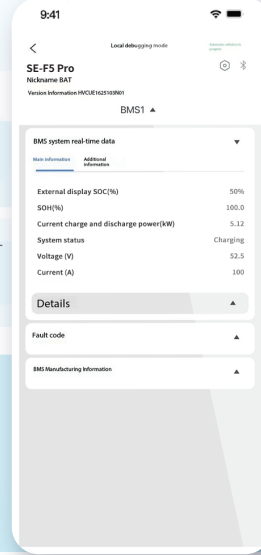 9:41
Local debugging mode
SE-F5 Pro
Nickname BAT
Version Information HVCUE1625103N01
BMS1 ▲
BMS system real-time data ▼
Main information Additional information
External display SOC(%) 50%
SOH(%) 100.0
Current charge and discharge power(kW) 5.12
System status Charging
Voltage (V) 52.5
Current (A) 100
Details ▲
Fault code ▲
BMS Manufacturing Information ▲